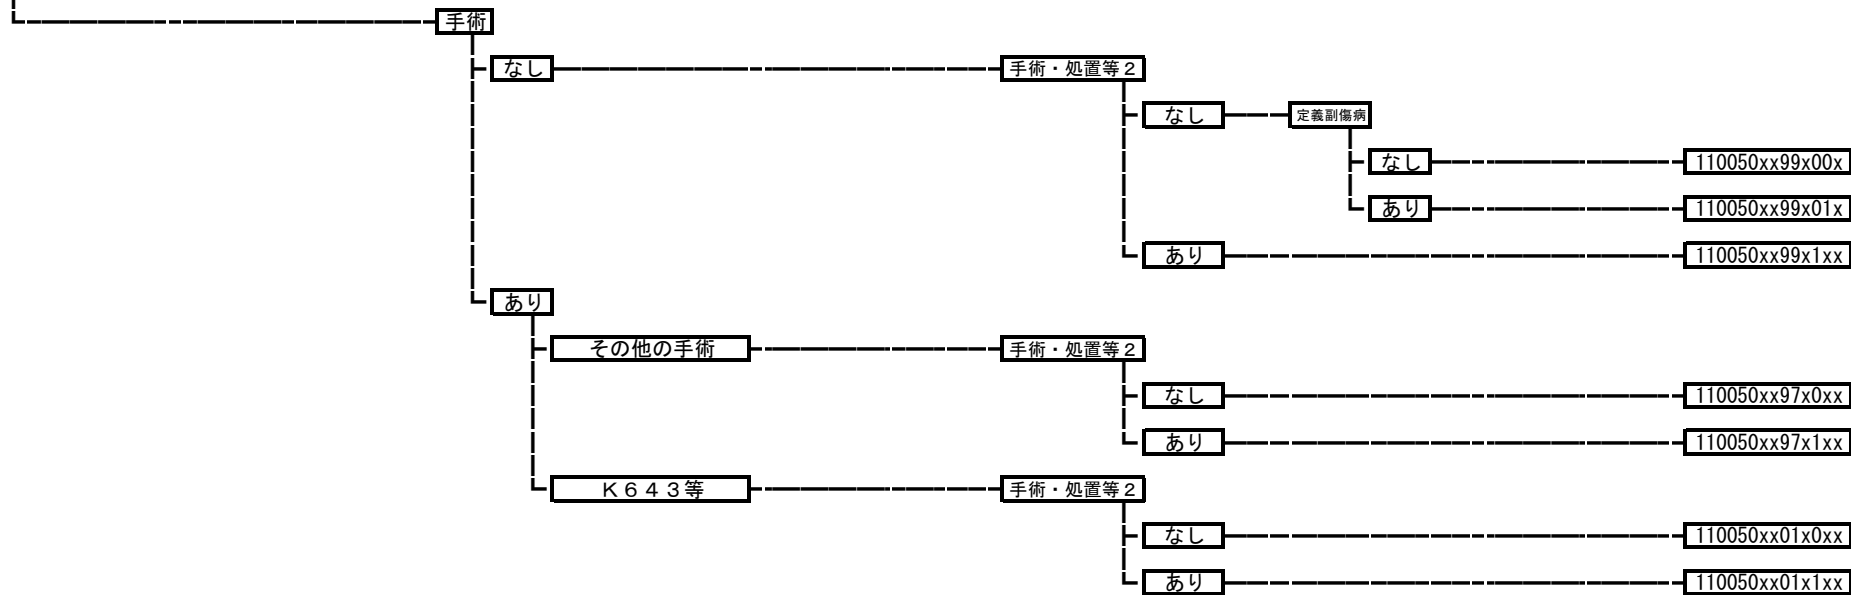 手術
なし
手術・処置等２
なし
定義副傷病
なし
110050xx99x00x
あり
110050xx99x01x
あり
110050xx99x1xx
あり
その他の手術
手術・処置等２
なし
110050xx97x0xx
あり
110050xx97x1xx
Ｋ６４３等
手術・処置等２
なし
110050xx01x0xx
あり
110050xx01x1xx